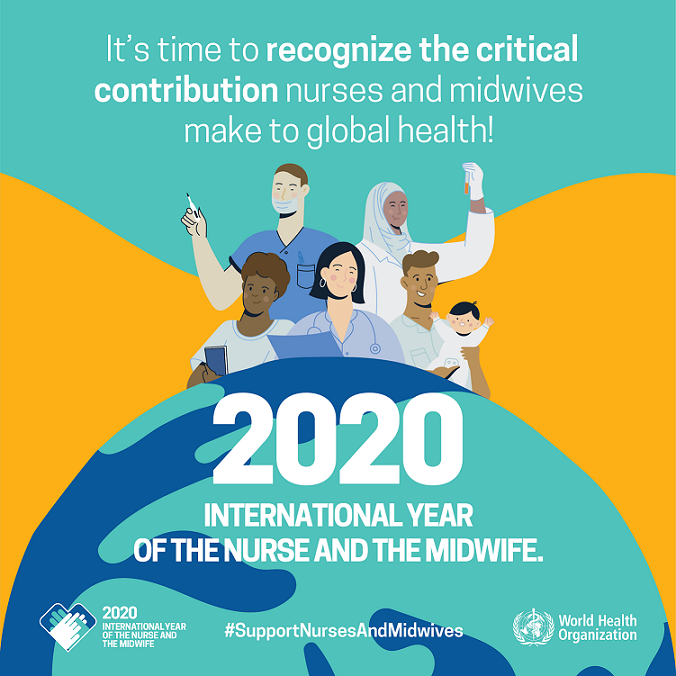 It's time to recognize the critical
contribution nurses and midwives
make to global health!
2020
INTERNATIONAL YEAR
OF THE NURSE AND THE MIDWIFE.
2020
INTERNATIONAL YEAR
OF THE NURSE AND
THE MIDWIFE
#SupportNursesAndMidwives
World Health
Organization